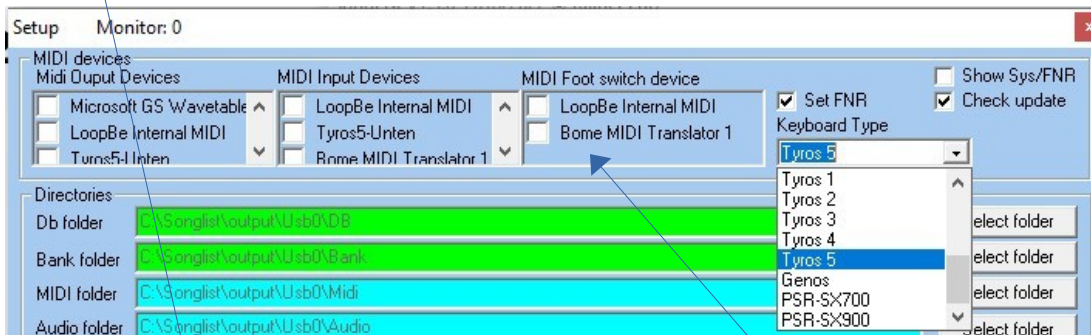 Setup Monitor: 0
MIDI devices
Midi Ouput Devices
Microsoft GS Wavetable
LoopBe Internal MIDI
Tyros5-Unten
MIDI Input Devices
LoopBe Internal MIDI
Tyros5-Unten
Bome MIDI Translator 1
MIDI Foot switch device
LoopBe Internal MIDI
Bome MIDI Translator 1
Set FNR
Show Sys/FNR
Check update
Keyboard Type
Tyros 5
Tyros 1
Tyros 2
Tyros 3
Tyros 4
Tyros 5
Genos
PSR-SX700
PSR-SX900
Directories
Db folder C:\Songlist\output\Usb0\DB elect folder
Bank folder C:\Songlist\output\Usb0\Bank elect folder
MIDI folder C:\Songlist\output\Usb0\Midi elect folder
Audio folder C:\Songlist\output\Usb0\Audio elect folder